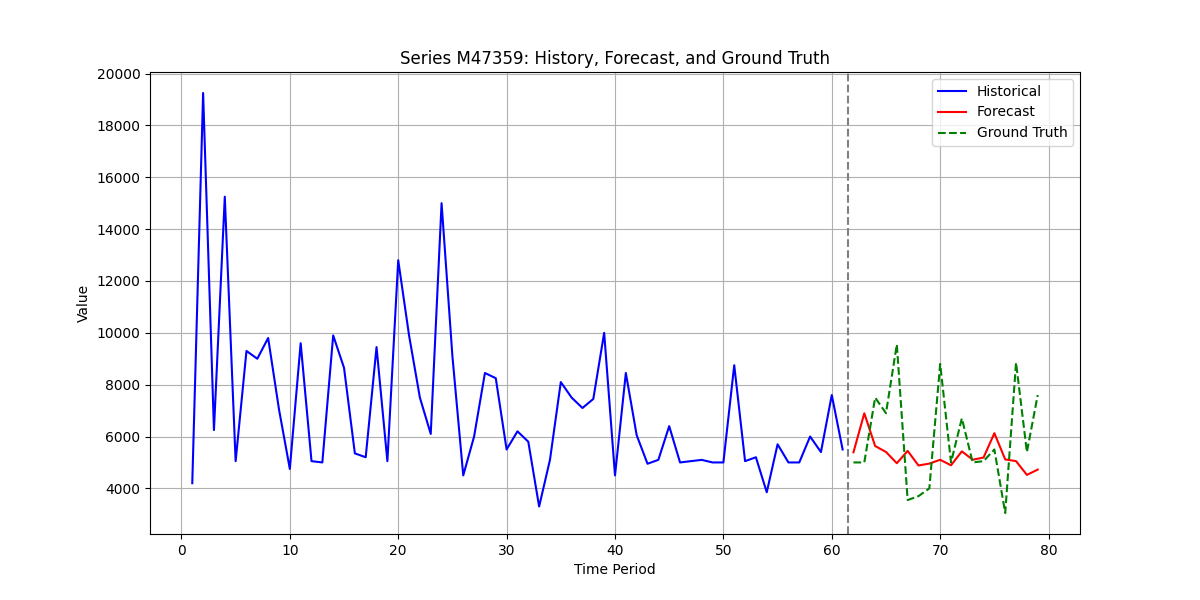 Series M47359: History, Forecast, and Ground Truth
20000
18000
16000
14000
12000
10000
8000
6000
4000
Value
Historical
Forecast
Ground Truth
0 10 20 30 40 50 60 70 80
Time Period